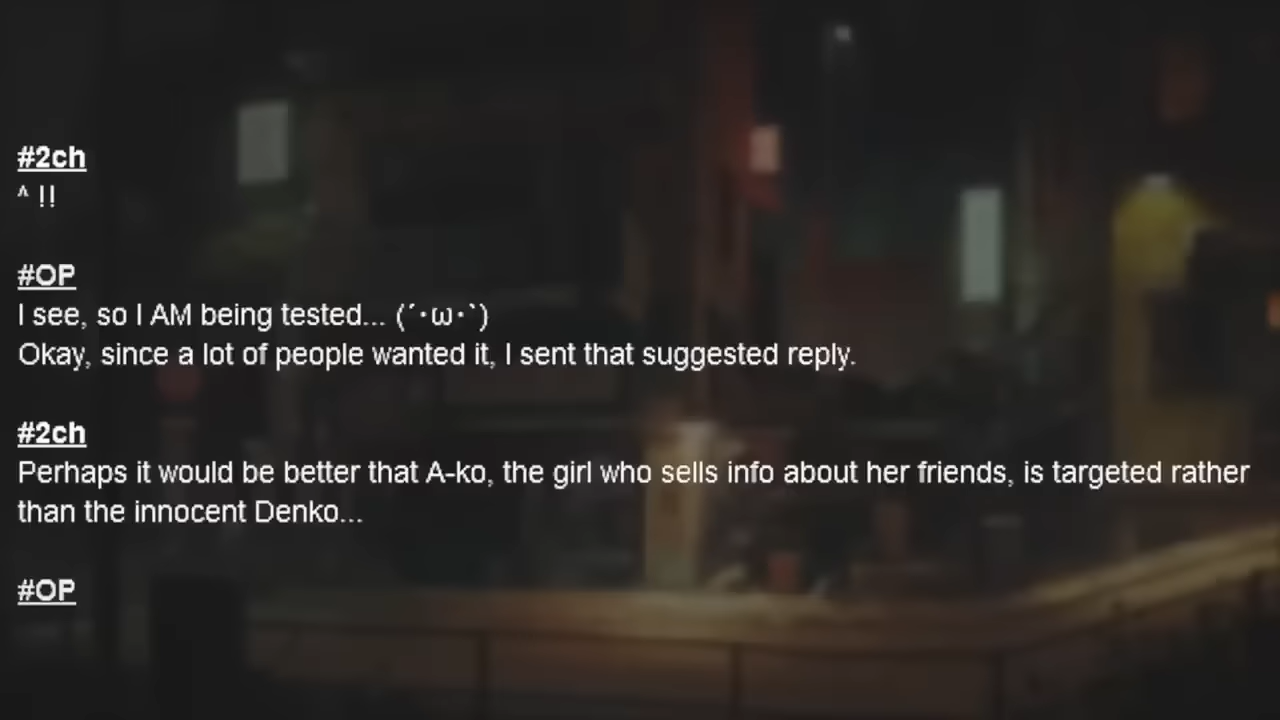 #2ch
^ !!
#OP
I see, so I AM being tested... (´･ω･`)
Okay, since a lot of people wanted it, I sent that suggested reply.
#2ch
Perhaps it would be better that A-ko, the girl who sells info about her friends, is targeted rather
than the innocent Denko...
#OP